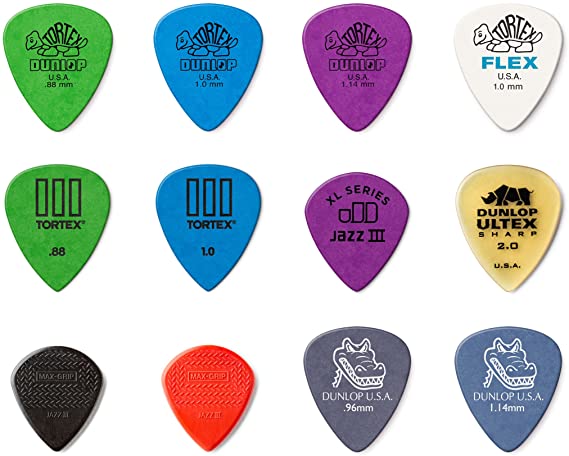 TORTEX
DUNLOP
U.S.A.
.88 mm
TORTEX
DUNLOP
U.S.A.
1.0 mm
TORTEX
DUNLOP
U.S.A.
1.14 mm
TORTEX
FLEX
U.S.A.
1.0 mm
TORTEX®
.88
TORTEX®
1.0
XL SERIES
Jazz III
DUNLOP
ULTEX
SHARP
2.0
U.S.A.
MAX-GRIP
JAZZ III
MAX-GRIP
JAZZ III
DUNLOP U.S.A.
.96mm
DUNLOP U.S.A.
1.14mm